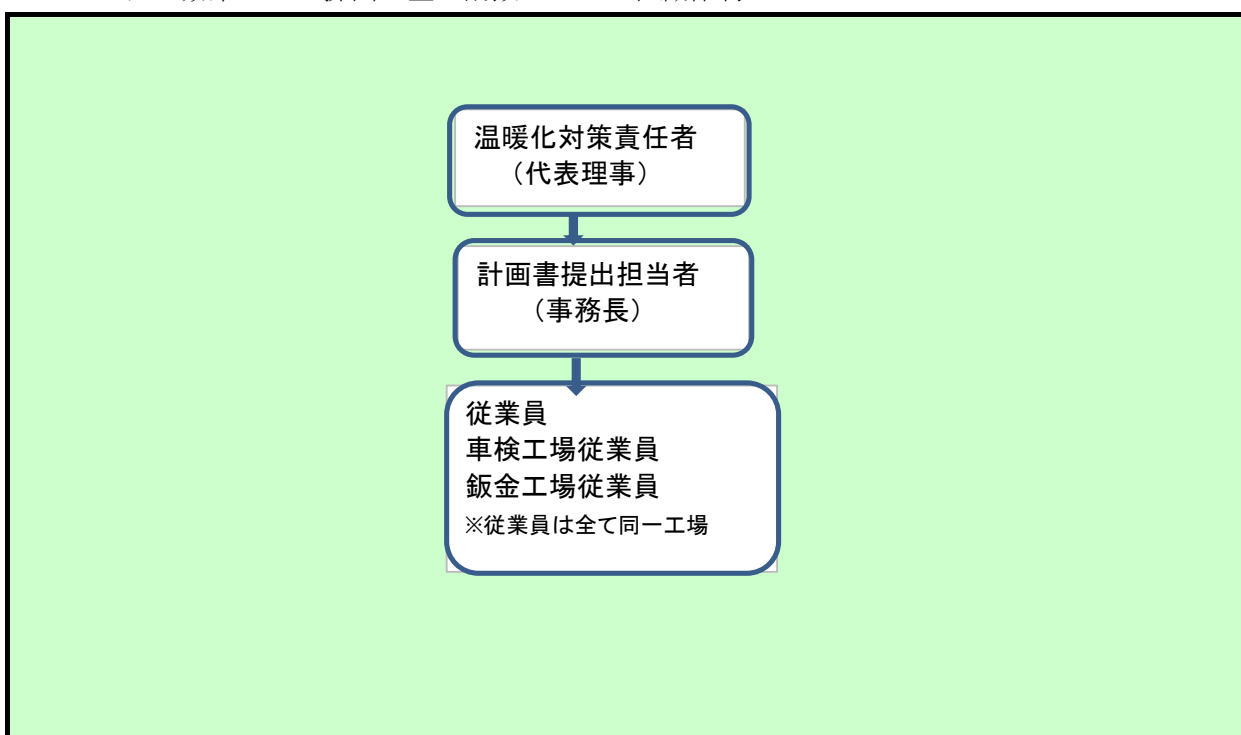 温暖化対策責任者
（代表理事）
計画書提出担当者
（事務長）
従業員
車検工場従業員
鈑金工場従業員
※従業員は全て同一工場